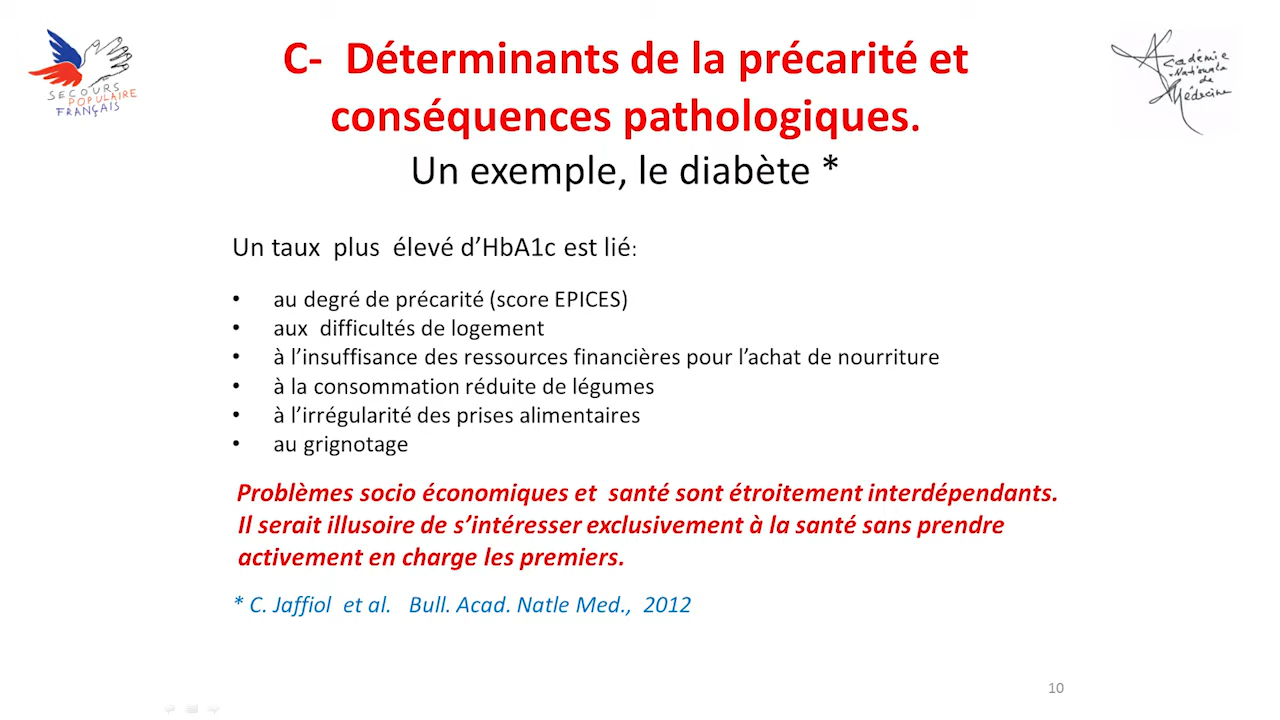 SECOURS
POPULAIRE
FRANÇAIS
C- Déterminants de la précarité et
conséquences pathologiques.
Un exemple, le diabète *
Académie
Nationale
de
Médecine
Un taux plus élevé d’HbA1c est lié:
• au degré de précarité (score EPICES)
• aux difficultés de logement
• à l’insuffisance des ressources financières pour l’achat de nourriture
• à la consommation réduite de légumes
• à l’irrégularité des prises alimentaires
• au grignotage
Problèmes socio économiques et santé sont étroitement interdépendants.
Il serait illusoire de s’intéresser exclusivement à la santé sans prendre
activement en charge les premiers.
* C. Jaffiol et al. Bull. Acad. Natle Med., 2012
10